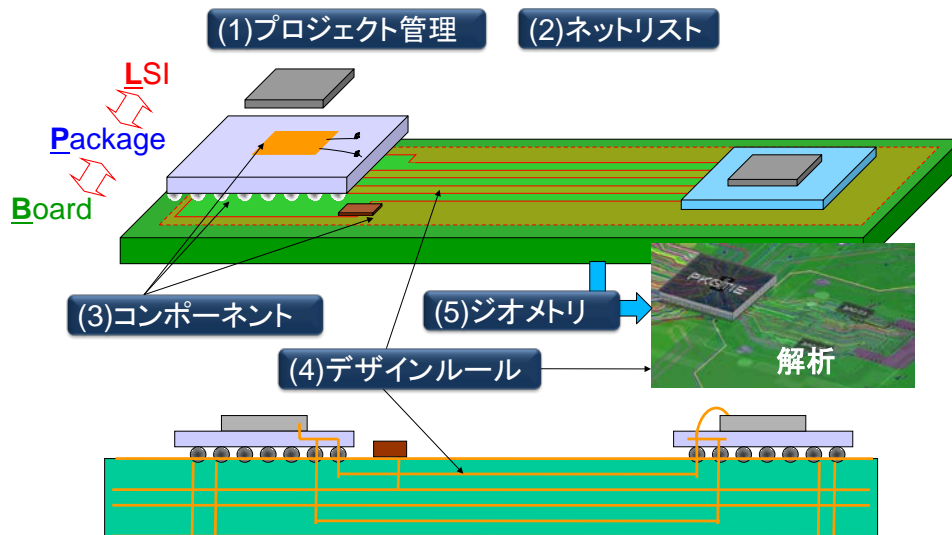 (1)プロジェクト管理
(2)ネットリスト
LSI
Package
Board
(3)コンポーネント
(5)ジオメトリ
(4)デザインルール
解析